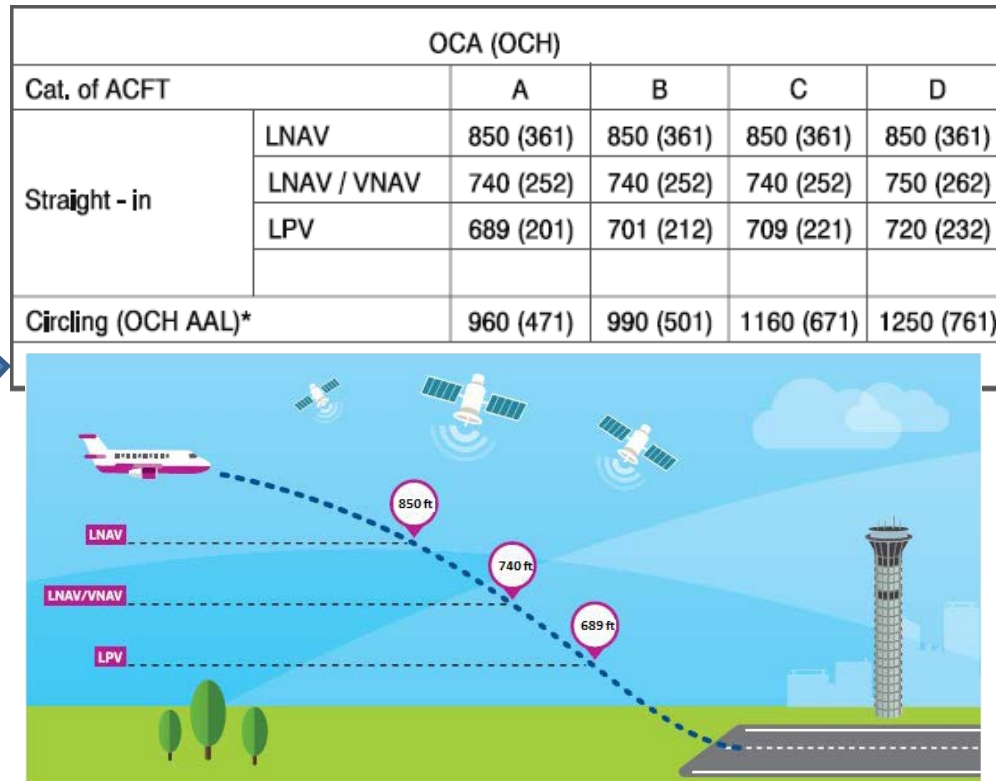 OCA (OCH)
Cat. of ACFT A B C D
Straight - in
LNAV 850 (361) 850 (361) 850 (361) 850 (361)
LNAV / VNAV 740 (252) 740 (252) 740 (252) 750 (262)
LPV 689 (201) 701 (212) 709 (221) 720 (232)
Circling (OCH AAL)* 960 (471) 990 (501) 1160 (671) 1250 (761)
850 ft
LNAV
740 ft
LNAV/VNAV
689 ft
LPV